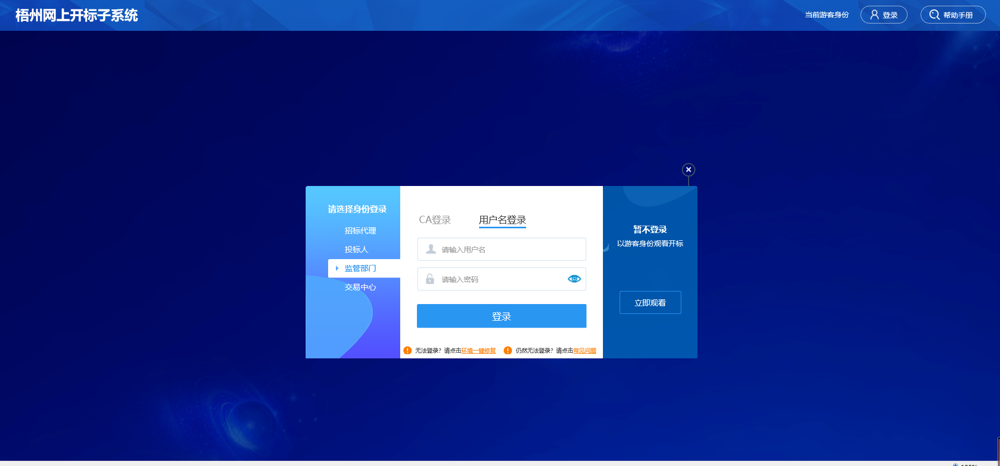 梧州网上开标子系统
当前游客身份
登录
帮助手册
请选择身份登录
招标代理
投标人
监管部门
交易中心
CA登录
用户名登录
请输入用户名
请输入密码
登录
无法登录？请点击环境一键修复
仍然无法登录？请点击常见问题
暂不登录
以游客身份观看开标
立即观看